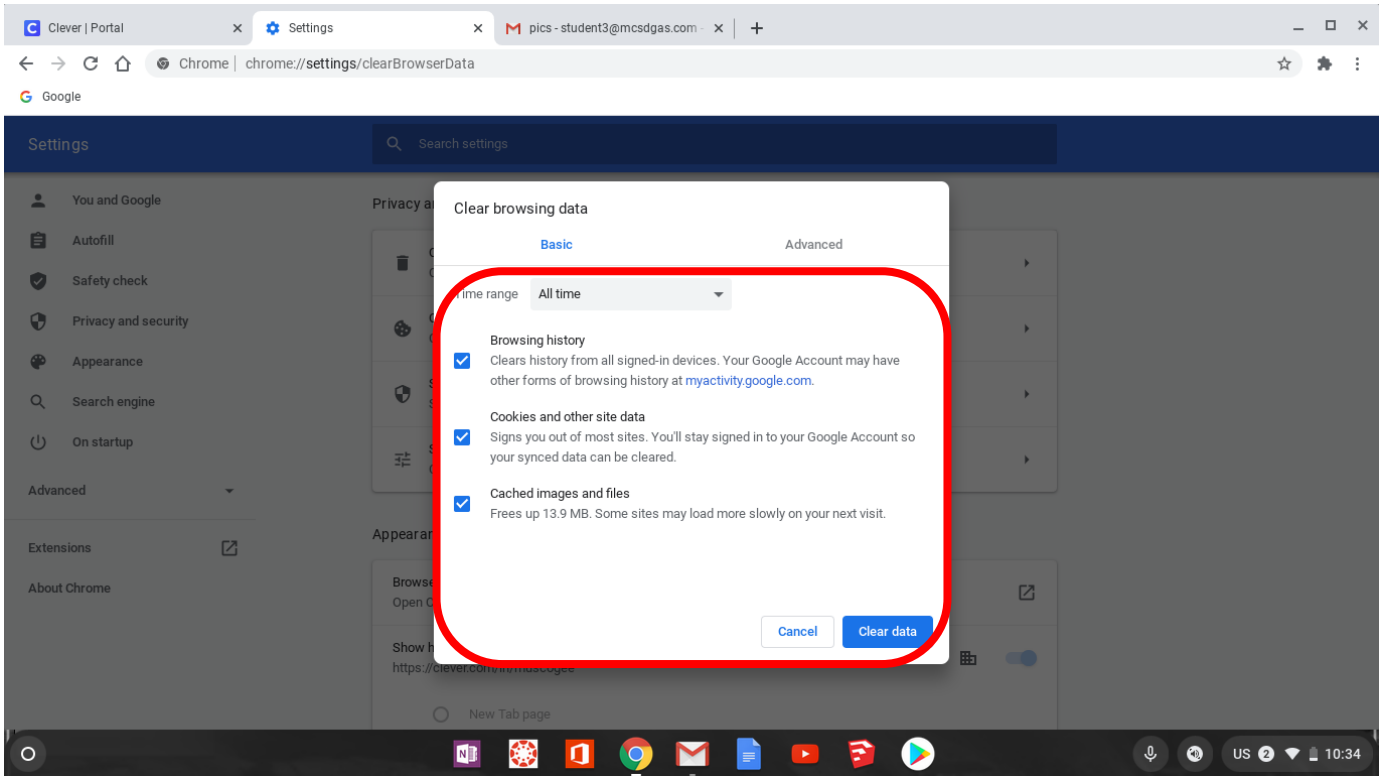 Clever | Portal
Settings
pics - student3@mcsdgas.com -
Chrome | chrome://settings/clearBrowserData
Google
Settings
Search settings
You and Google
Autofill
Safety check
Privacy and security
Appearance
Search engine
On startup
Advanced
Extensions
About Chrome
Privacy a
Clear browsing data
Basic Advanced
Time range All time
Browsing history
Clears history from all signed-in devices. Your Google Account may have
other forms of browsing history at myactivity.google.com.
Cookies and other site data
Signs you out of most sites. You'll stay signed in to your Google Account so
your synced data can be cleared.
Cached images and files
Frees up 13.9 MB. Some sites may load more slowly on your next visit.
Cancel Clear data
Appearan
Browse
Open C
Show h
https://clever.com/in/muscogee
New Tab page
US 2 10:34